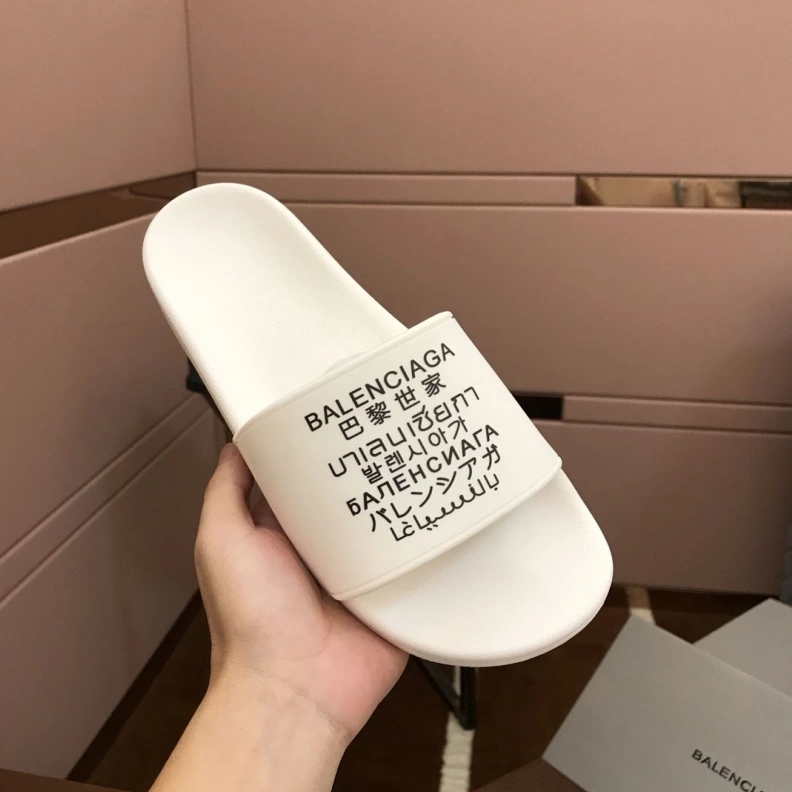 BALENCIAGA
巴黎世家
บาเลนเซียกา
발렌시아가
БАЛЕНСИАГА
バレンシアガ
بالنسياغا
BALENCIA